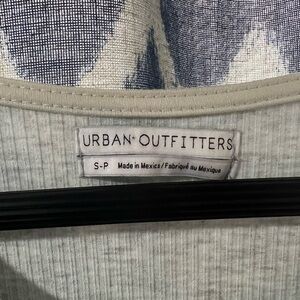 URBAN OUTFITTERS
S-P Made in Mexico / Fabriqué au Mexique